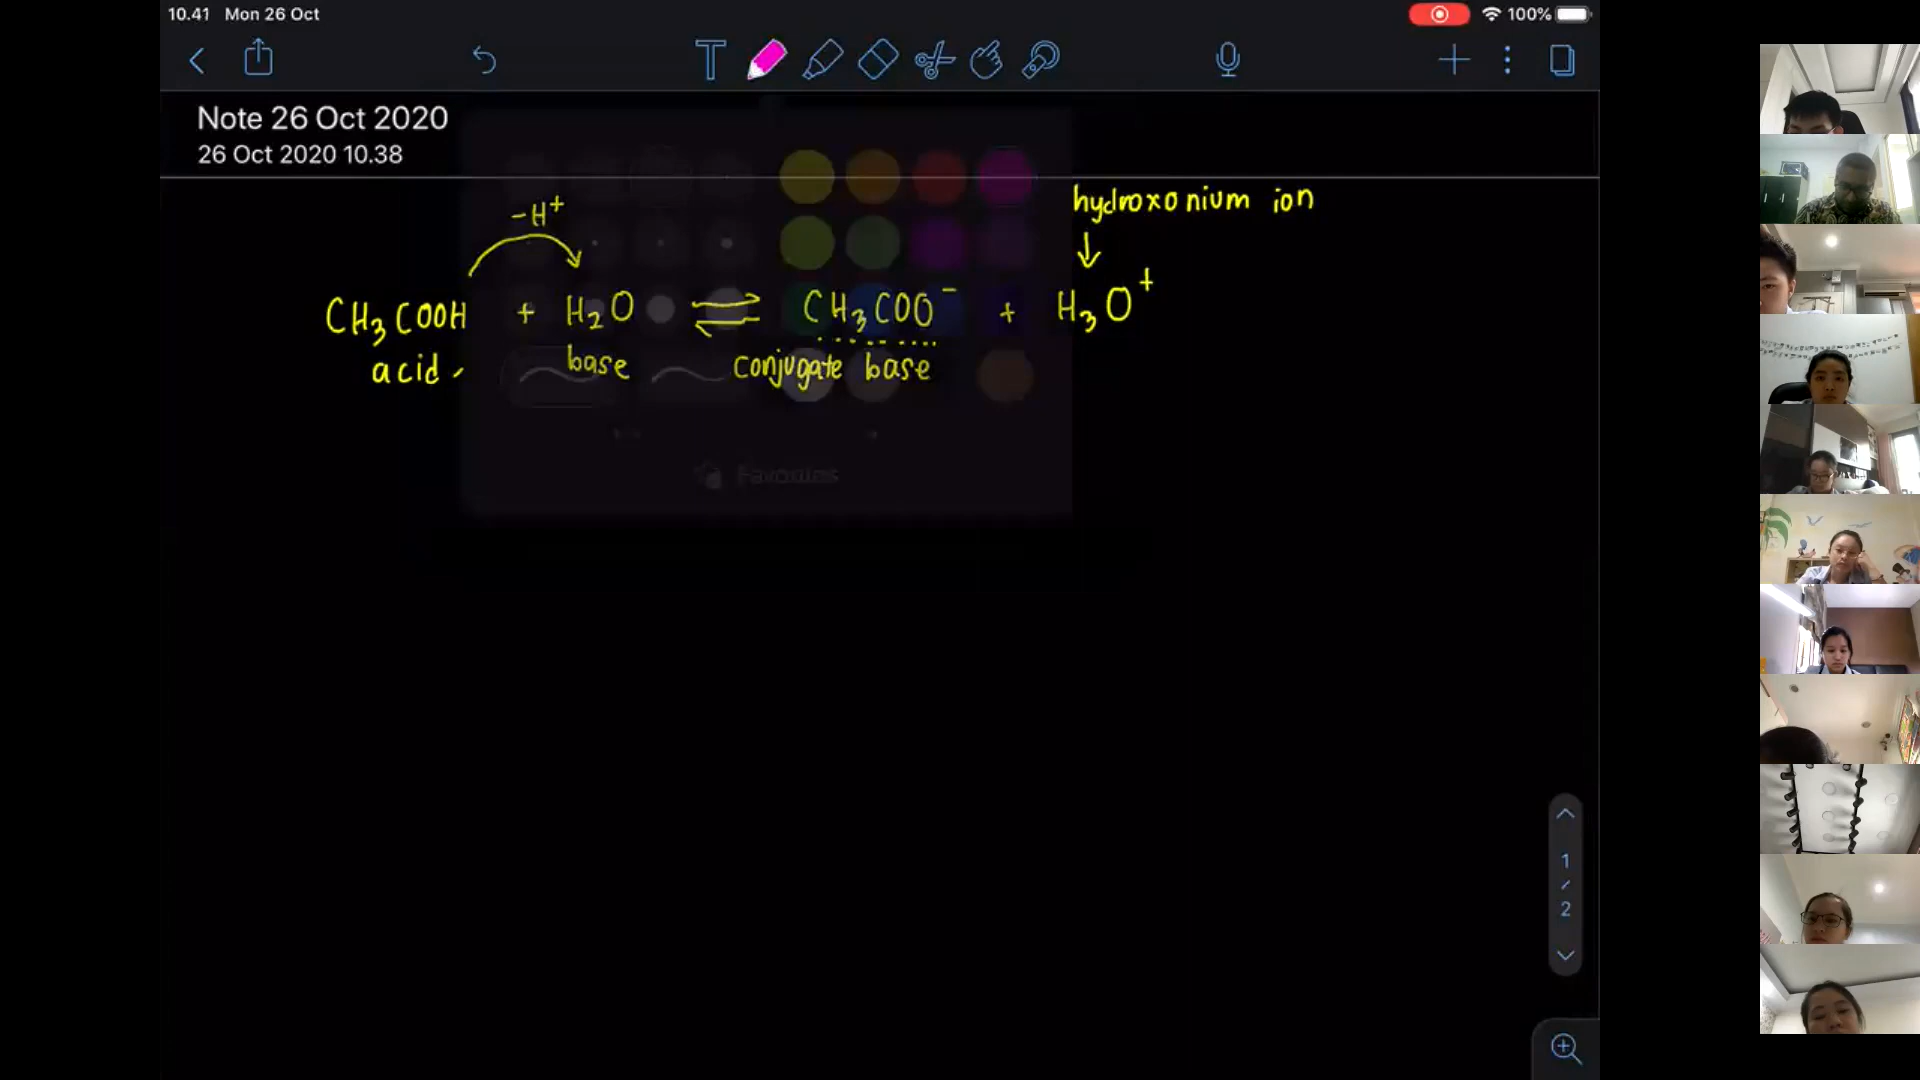 10.41 Mon 26 Oct
100%
Note 26 Oct 2020
26 Oct 2020 10.38
hydroxonium ion
-H⁺
↓
CH₃COOH + H₂O ⇌ CH₃COO⁻ + H₃O⁺
acid base conjugate base
Favorites
1
/
2